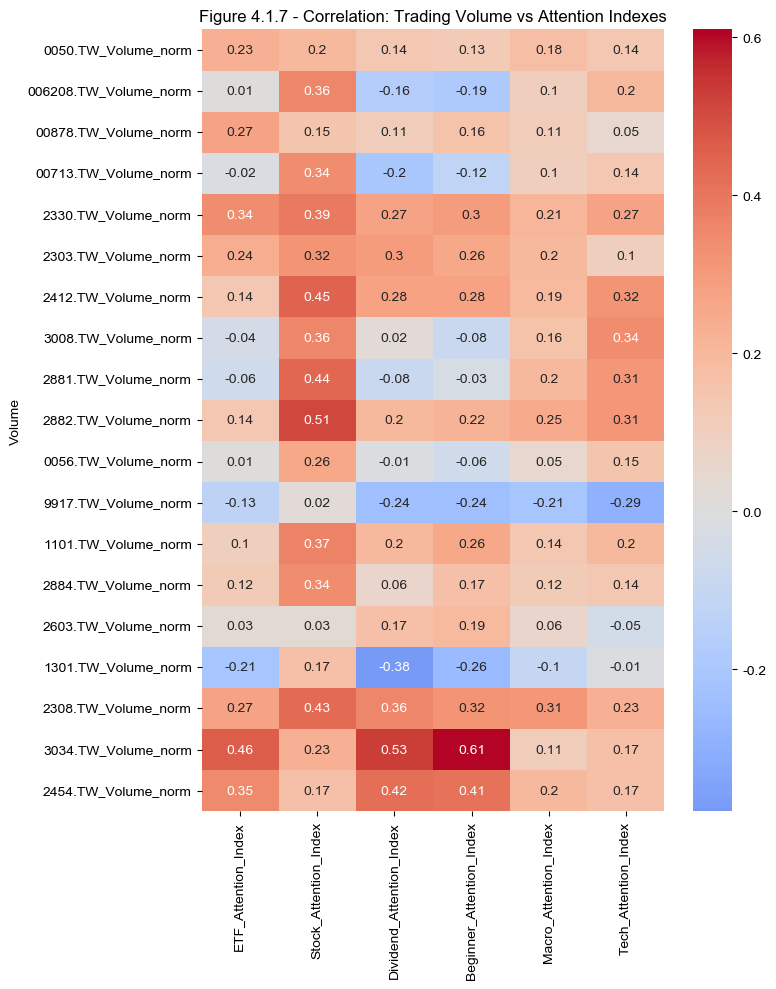 Figure 4.1.7 - Correlation: Trading Volume vs Attention Indexes
Volume
0050.TW_Volume_norm 0.23 0.2 0.14 0.13 0.18 0.14
006208.TW_Volume_norm 0.01 0.36 -0.16 -0.19 0.1 0.2
00878.TW_Volume_norm 0.27 0.15 0.11 0.16 0.11 0.05
00713.TW_Volume_norm -0.02 0.34 -0.2 -0.12 0.1 0.14
2330.TW_Volume_norm 0.34 0.39 0.27 0.3 0.21 0.27
2303.TW_Volume_norm 0.24 0.32 0.3 0.26 0.2 0.1
2412.TW_Volume_norm 0.14 0.45 0.28 0.28 0.19 0.32
3008.TW_Volume_norm -0.04 0.36 0.02 -0.08 0.16 0.34
2881.TW_Volume_norm -0.06 0.44 -0.08 -0.03 0.2 0.31
2882.TW_Volume_norm 0.14 0.51 0.2 0.22 0.25 0.31
0056.TW_Volume_norm 0.01 0.26 -0.01 -0.06 0.05 0.15
9917.TW_Volume_norm -0.13 0.02 -0.24 -0.24 -0.21 -0.29
1101.TW_Volume_norm 0.1 0.37 0.2 0.26 0.14 0.2
2884.TW_Volume_norm 0.12 0.34 0.06 0.17 0.12 0.14
2603.TW_Volume_norm 0.03 0.03 0.17 0.19 0.06 -0.05
1301.TW_Volume_norm -0.21 0.17 -0.38 -0.26 -0.1 -0.01
2308.TW_Volume_norm 0.27 0.43 0.36 0.32 0.31 0.23
3034.TW_Volume_norm 0.46 0.23 0.53 0.61 0.11 0.17
2454.TW_Volume_norm 0.35 0.17 0.42 0.41 0.2 0.17
ETF_Attention_Index
Stock_Attention_Index
Dividend_Attention_Index
Beginner_Attention_Index
Macro_Attention_Index
Tech_Attention_Index
0.6
0.4
0.2
0.0
-0.2